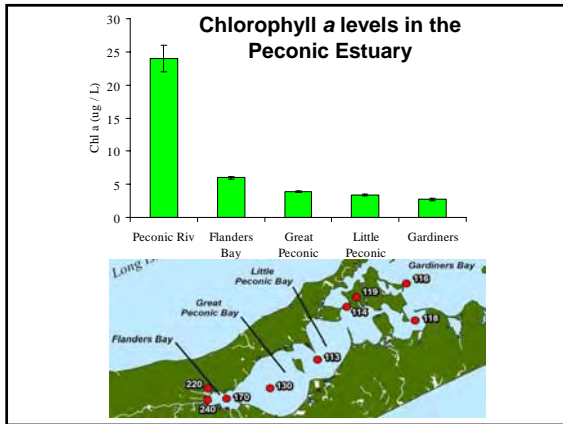 Chlorophyll a levels in the
Peconic Estuary
30
25
20
15
10
5
0
Chl a (ug / L)
Peconic Riv
Flanders
Bay
Great
Peconic
Little
Peconic
Gardiners
Long
Gardiners Bay
Little
Peconic Bay
Great
Peconic Bay
Flanders Bay
116
119
114
118
113
130
220
170
240